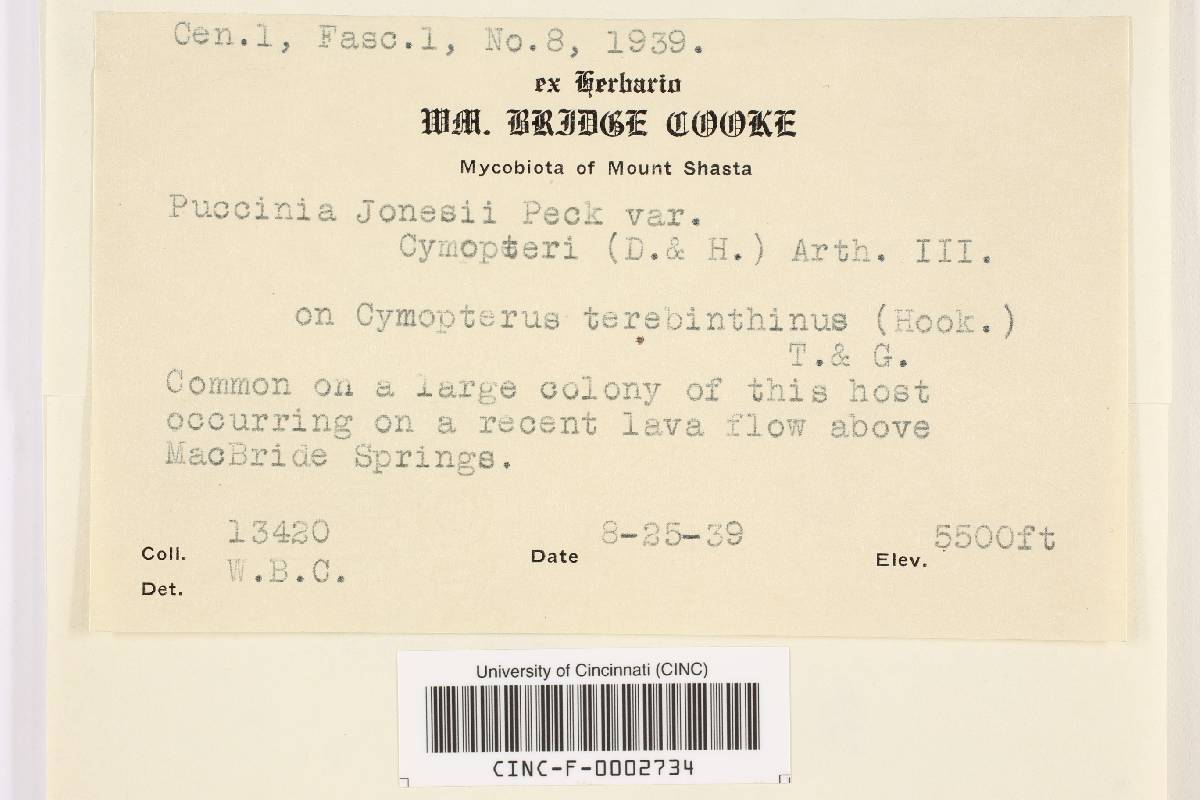 Cen.1, Fasc.1, No.8, 1939.
ex Herbario
WM. BRIDGE COOKE
Mycobiota of Mount Shasta
Puccinia Jonesii Peck var.
Cymopteri (D.& H.) Arth. III.
on Cymopterus terebinthinus (Hook.)
T.& G.
Common on a large colony of this host
occurring on a recent lava flow above
MacBride Springs.
Coll. 13420 Date 8-25-39 Elev. 5500ft
Det. W.B.C.
University of Cincinnati (CINC)
CINC-F-0002734